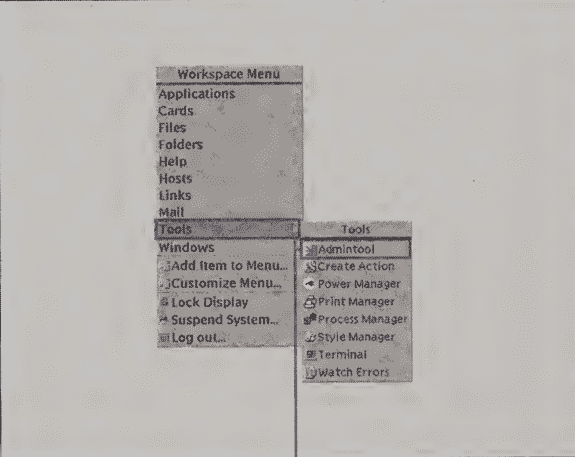 Workspace Menu
Applications
Cards
Files
Folders
Help
Hosts
Links
Mail
Tools
Windows
Add Item to Menu...
Customize Menu...
Lock Display
Suspend System...
Log out...
Tools
Admintool
Create Action
Power Manager
Print Manager
Process Manager
Style Manager
Terminal
Watch Errors